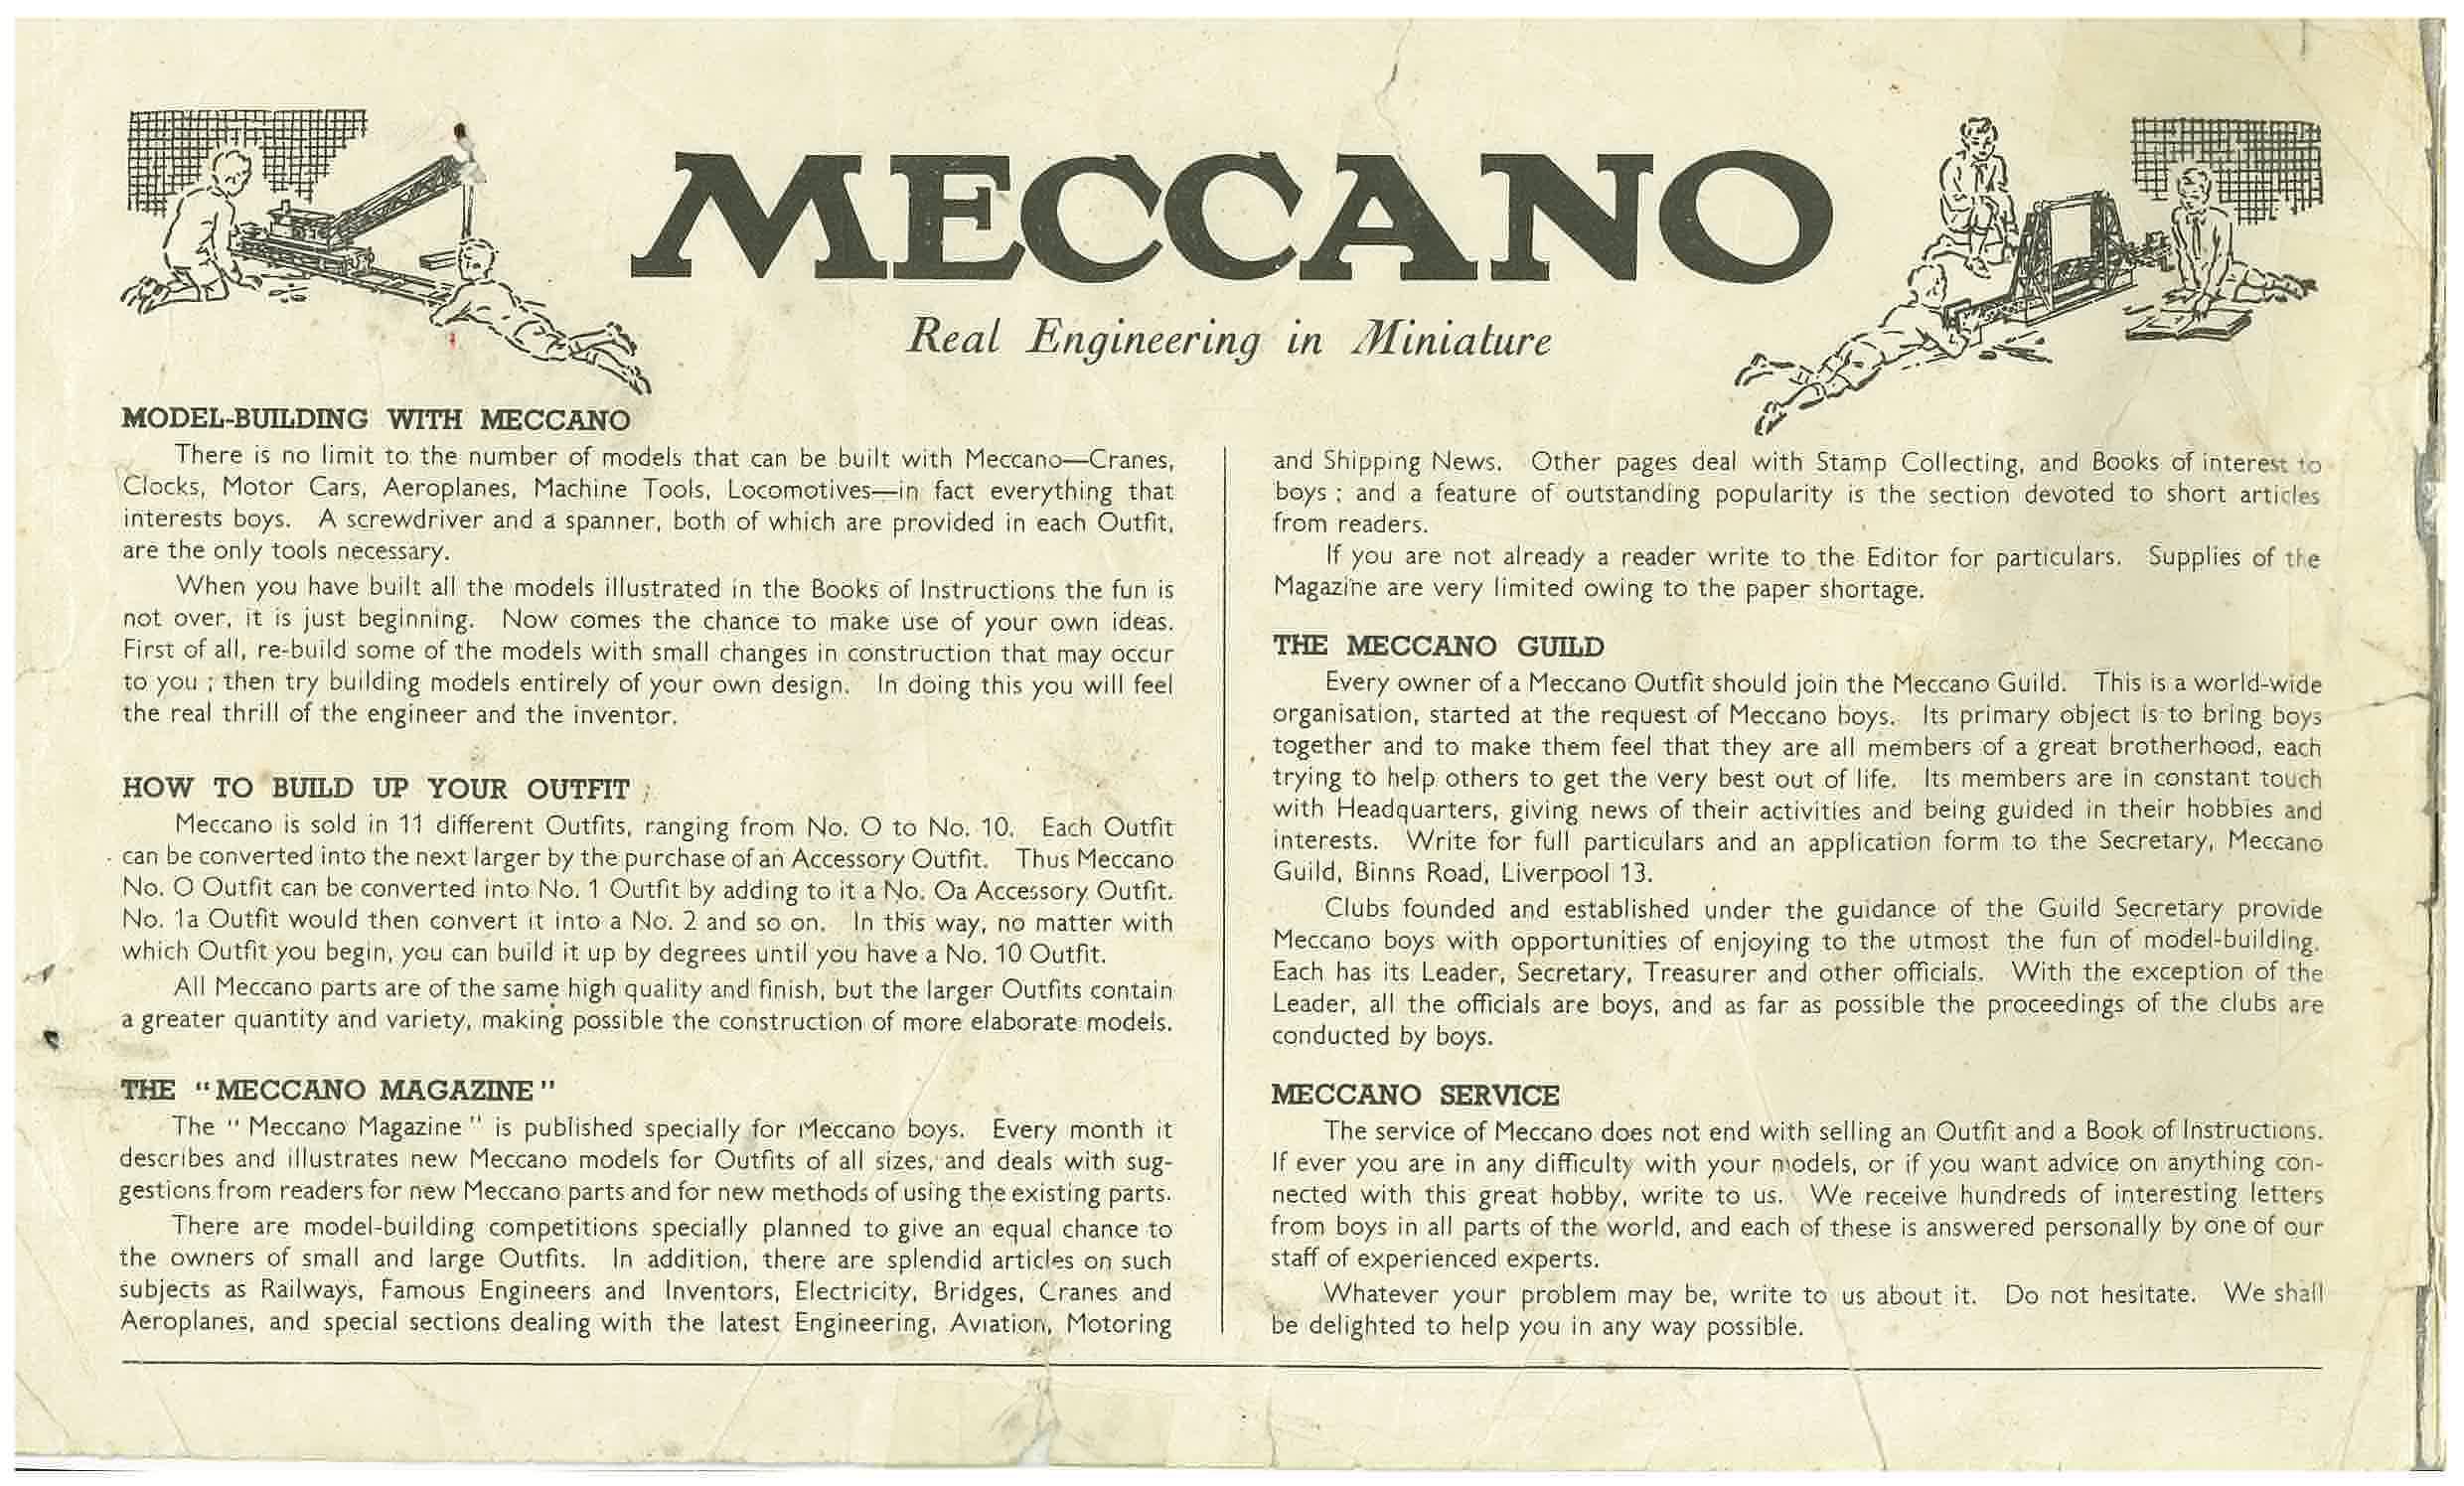 MECCANO
Real Engineering in Miniature
MODEL-BUILDING WITH MECCANO
There is no limit to the number of models that can be built with Meccano—Cranes,
Clocks, Motor Cars, Aeroplanes, Machine Tools, Locomotives—in fact everything that
interests boys. A screwdriver and a spanner, both of which are provided in each Outfit,
are the only tools necessary.
When you have built all the models illustrated in the Books of Instructions the fun is
not over, it is just beginning. Now comes the chance to make use of your own ideas.
First of all, re-build some of the models with small changes in construction that may occur
to you ; then try building models entirely of your own design. In doing this you will feel
the real thrill of the engineer and the inventor.
HOW TO BUILD UP YOUR OUTFIT
Meccano is sold in 11 different Outfits, ranging from No. O to No. 10. Each Outfit
can be converted into the next larger by the purchase of an Accessory Outfit. Thus Meccano
No. O Outfit can be converted into No. 1 Outfit by adding to it a No. Oa Accessory Outfit.
No. 1a Outfit would then convert it into a No. 2 and so on. In this way, no matter with
which Outfit you begin, you can build it up by degrees until you have a No. 10 Outfit.
All Meccano parts are of the same high quality and finish, but the larger Outfits contain
a greater quantity and variety, making possible the construction of more elaborate models.
THE "MECCANO MAGAZINE"
The "Meccano Magazine" is published specially for Meccano boys. Every month it
describes and illustrates new Meccano models for Outfits of all sizes, and deals with sug-
gestions from readers for new Meccano parts and for new methods of using the existing parts.
There are model-building competitions specially planned to give an equal chance to
the owners of small and large Outfits. In addition, there are splendid articles on such
subjects as Railways, Famous Engineers and Inventors, Electricity, Bridges, Cranes and
Aeroplanes, and special sections dealing with the latest Engineering, Aviation, Motoring
and Shipping News. Other pages deal with Stamp Collecting, and Books of interest to
boys ; and a feature of outstanding popularity is the section devoted to short articles
from readers.
If you are not already a reader write to the Editor for particulars. Supplies of the
Magazine are very limited owing to the paper shortage.
THE MECCANO GUILD
Every owner of a Meccano Outfit should join the Meccano Guild. This is a world-wide
organisation, started at the request of Meccano boys. Its primary object is to bring boys
together and to make them feel that they are all members of a great brotherhood, each
trying to help others to get the very best out of life. Its members are in constant touch
with Headquarters, giving news of their activities and being guided in their hobbies and
interests. Write for full particulars and an application form to the Secretary, Meccano
Guild, Binns Road, Liverpool 13.
Clubs founded and established under the guidance of the Guild Secretary provide
Meccano boys with opportunities of enjoying to the utmost the fun of model-building.
Each has its Leader, Secretary, Treasurer and other officials. With the exception of the
Leader, all the officials are boys, and as far as possible the proceedings of the clubs are
conducted by boys.
MECCANO SERVICE
The service of Meccano does not end with selling an Outfit and a Book of Instructions.
If ever you are in any difficulty with your models, or if you want advice on anything con-
nected with this great hobby, write to us. We receive hundreds of interesting letters
from boys in all parts of the world, and each of these is answered personally by one of our
staff of experienced experts.
Whatever your problem may be, write to us about it. Do not hesitate. We shall
be delighted to help you in any way possible.